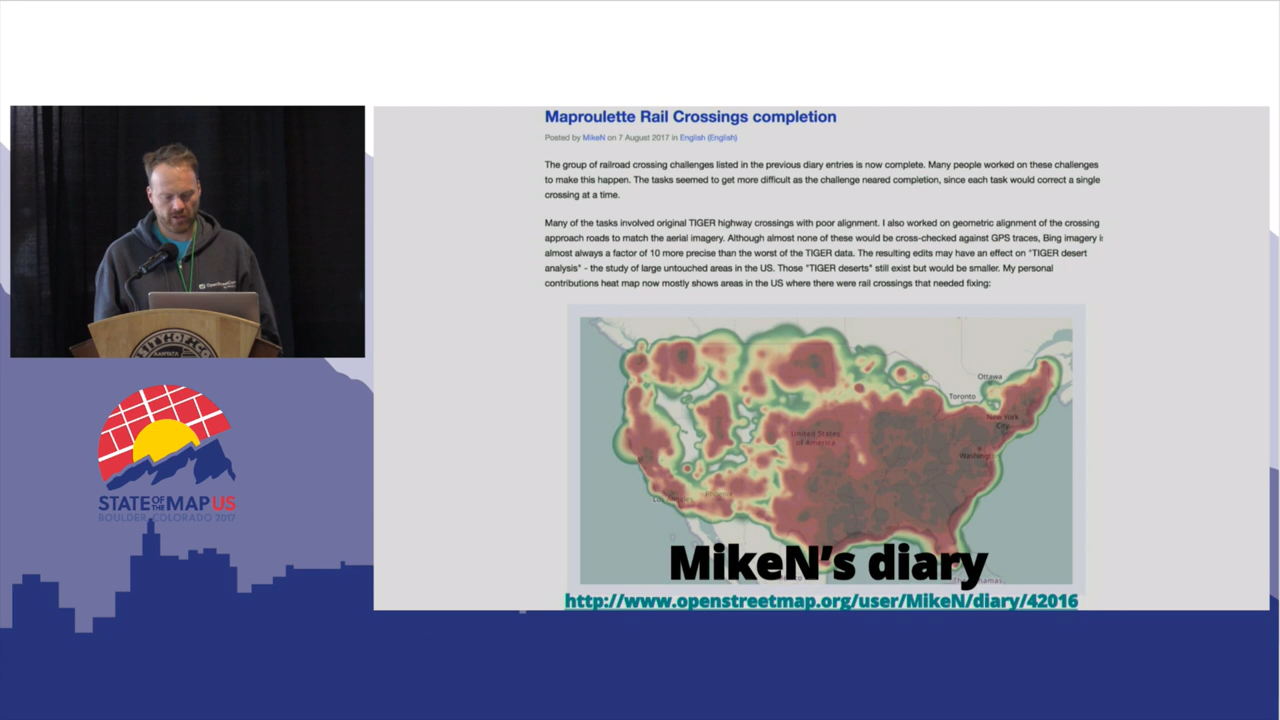 Maproulette Rail Crossings completion
Posted by MikeN on 7 August 2017 in English (English)
The group of railroad crossing challenges listed in the previous diary entries is now complete. Many people worked on these challenges
to make this happen. The tasks seemed to get more difficult as the challenge neared completion, since each task would correct a single
crossing at a time.
Many of the tasks involved original TIGER highway crossings with poor alignment. I also worked on geometric alignment of the crossing
approach roads to match the aerial imagery. Although almost none of these would be cross-checked against GPS traces, Bing imagery is
almost always a factor of 10 more precise than the worst of the TIGER data. The resulting edits may have an effect on "TIGER desert
analysis" - the study of large untouched areas in the US. Those "TIGER deserts" still exist but would be smaller. My personal
contributions heat map now mostly shows areas in the US where there were rail crossings that needed fixing:
Ottawa
Toronto
New York
City
United States
of America
Washington
Los Angeles
Phoenix
MikeN's diary
http://www.openstreetmap.org/user/MikeN/diary/42016
STATE OF THE MAP US
BOULDER, COLORADO 2017